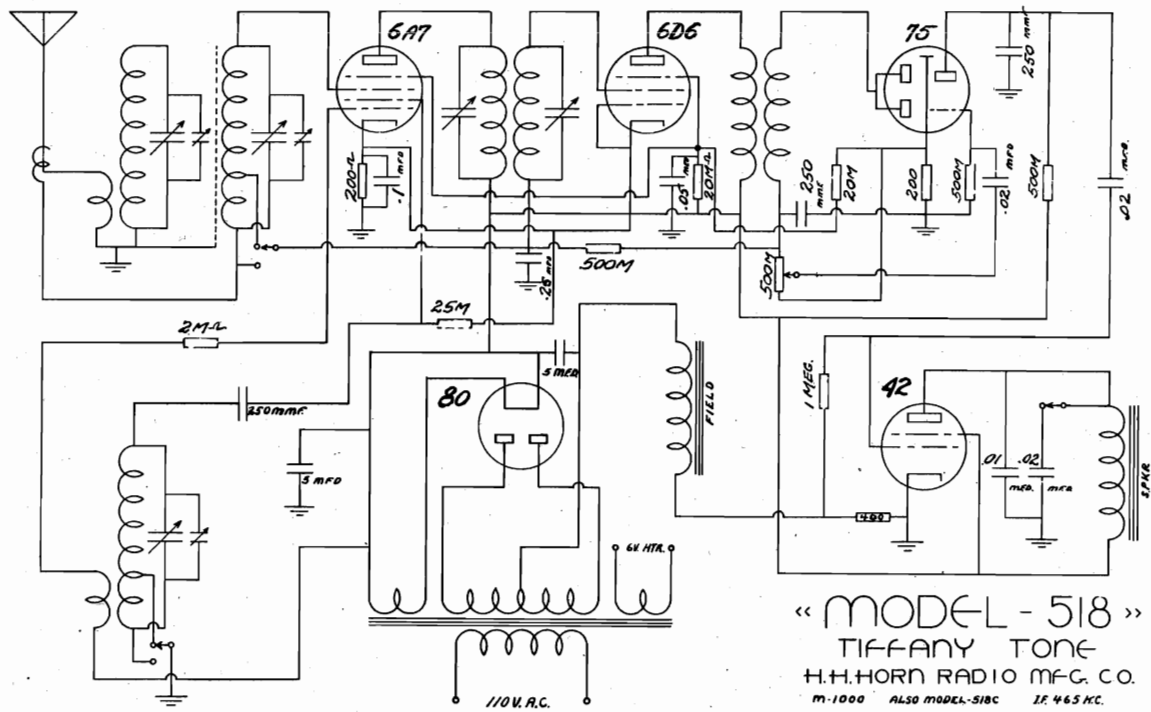 6A7
6D6
75
250 MMF
200Ω
.1 MFD
.05 MF
20MΩ
250 MMF
20M
200
500M
.02 MFD
500M
.02 MFD.
.25 MFD
500M
500M
25M
2MΩ
5 MFD
80
FIELD
1 MEG.
42
250MMF.
5 MFD
.01 MFD.
.02 MFD
SPKR
400
6V. HTR.
110 V. A.C.
« MODEL - 518 »
TIFFANY TONE
H.H.HORN RADIO MFG. CO.
M-1000 ALSO MODEL-518C I.F. 465 KC.